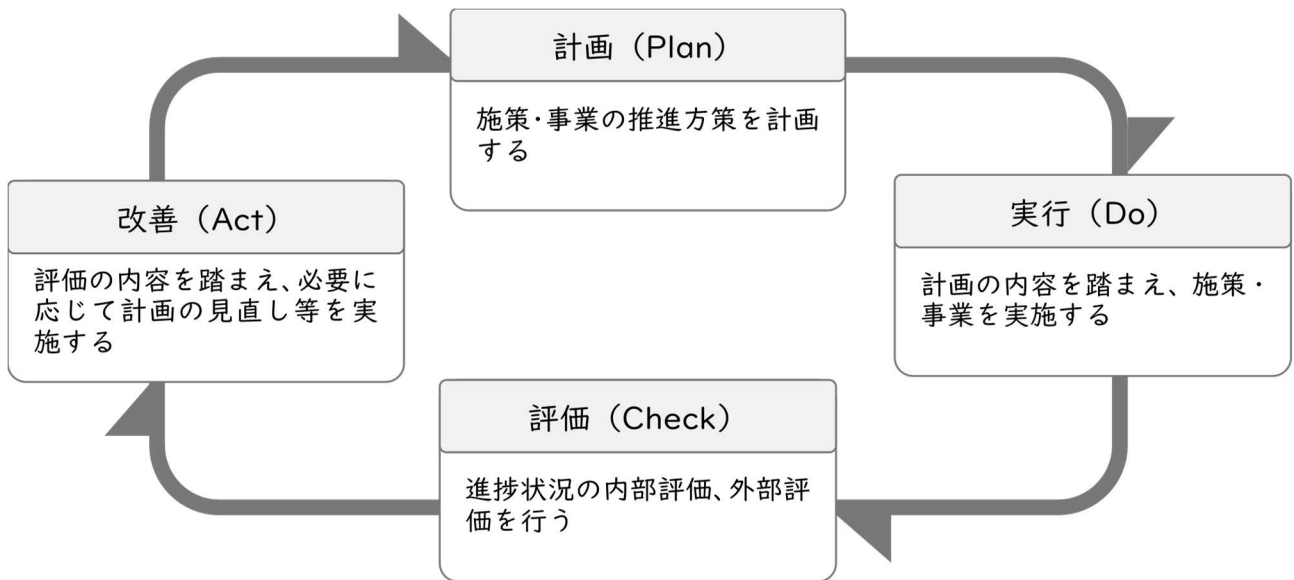 計画（Plan）
施策・事業の推進方策を計画
する
実行（Do）
計画の内容を踏まえ、施策・
事業を実施する
評価（Check）
進捗状況の内部評価、外部評
価を行う
改善（Act）
評価の内容を踏まえ、必要に
応じて計画の見直し等を実
施する